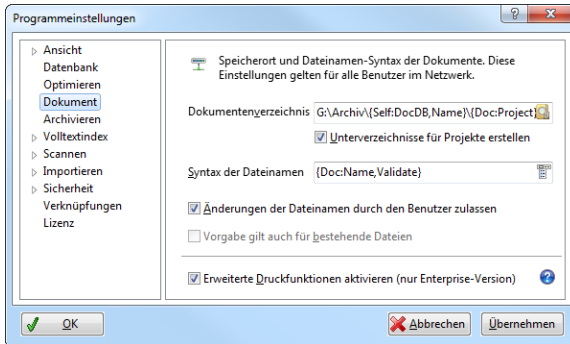 Programmeinstellungen
Ansicht
Datenbank
Optimieren
Dokument
Archivieren
Volltextindex
Scannen
Importieren
Sicherheit
Verknüpfungen
Lizenz
Speicherort und Dateinamen-Syntax der Dokumente. Diese
Einstellungen gelten für alle Benutzer im Netzwerk.
Dokumentenverzeichnis G:\Archiv\{Self:DocDB,Name}\{Doc:Project}
Unterverzeichnisse für Projekte erstellen
Syntax der Dateinamen {Doc:Name,Validate}
Änderungen der Dateinamen durch den Benutzer zulassen
Vorgabe gilt auch für bestehende Dateien
Erweiterte Druckfunktionen aktivieren (nur Enterprise-Version) ?
OK Abbrechen Übernehmen